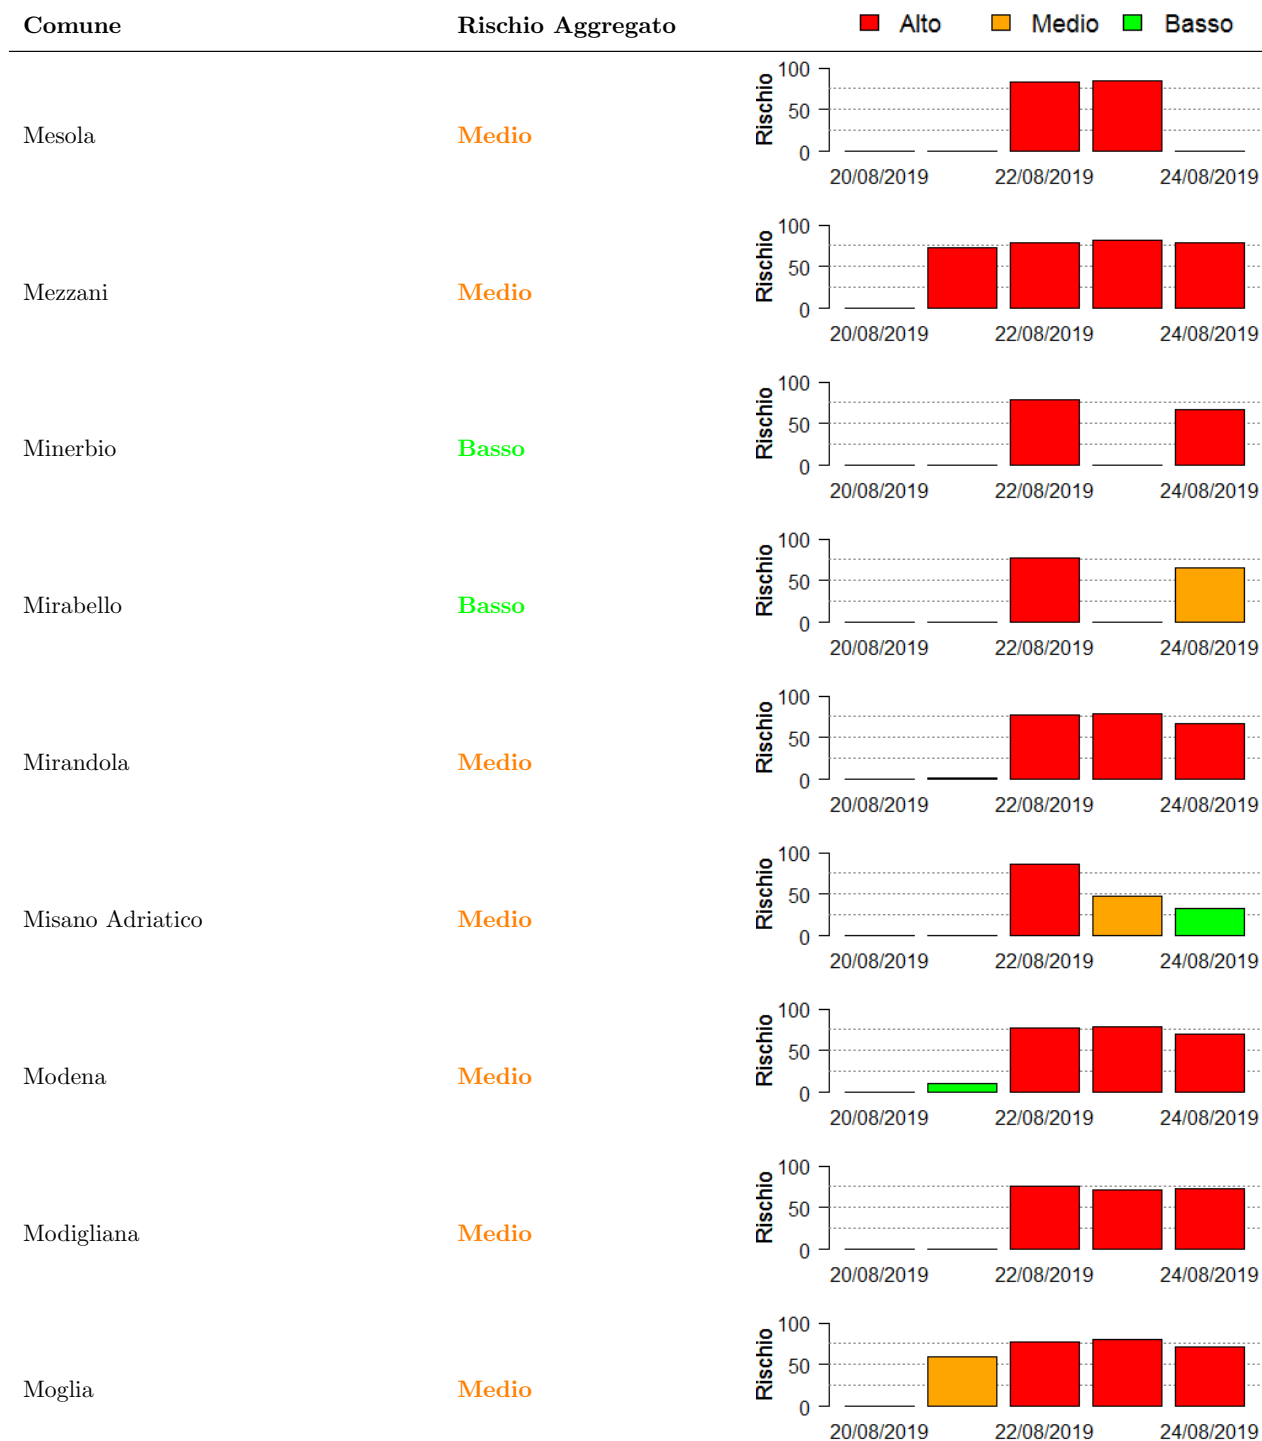 Comune Rischio Aggregato Alto Medio Basso
Mesola Medio
Rischio
100
50
0
20/08/2019 22/08/2019 24/08/2019
Mezzani Medio
Rischio
100
50
0
20/08/2019 22/08/2019 24/08/2019
Minerbio Basso
Rischio
100
50
0
20/08/2019 22/08/2019 24/08/2019
Mirabello Basso
Rischio
100
50
0
20/08/2019 22/08/2019 24/08/2019
Mirandola Medio
Rischio
100
50
0
20/08/2019 22/08/2019 24/08/2019
Misano Adriatico Medio
Rischio
100
50
0
20/08/2019 22/08/2019 24/08/2019
Modena Medio
Rischio
100
50
0
20/08/2019 22/08/2019 24/08/2019
Modigliana Medio
Rischio
100
50
0
20/08/2019 22/08/2019 24/08/2019
Moglia Medio
Rischio
100
50
0
20/08/2019 22/08/2019 24/08/2019